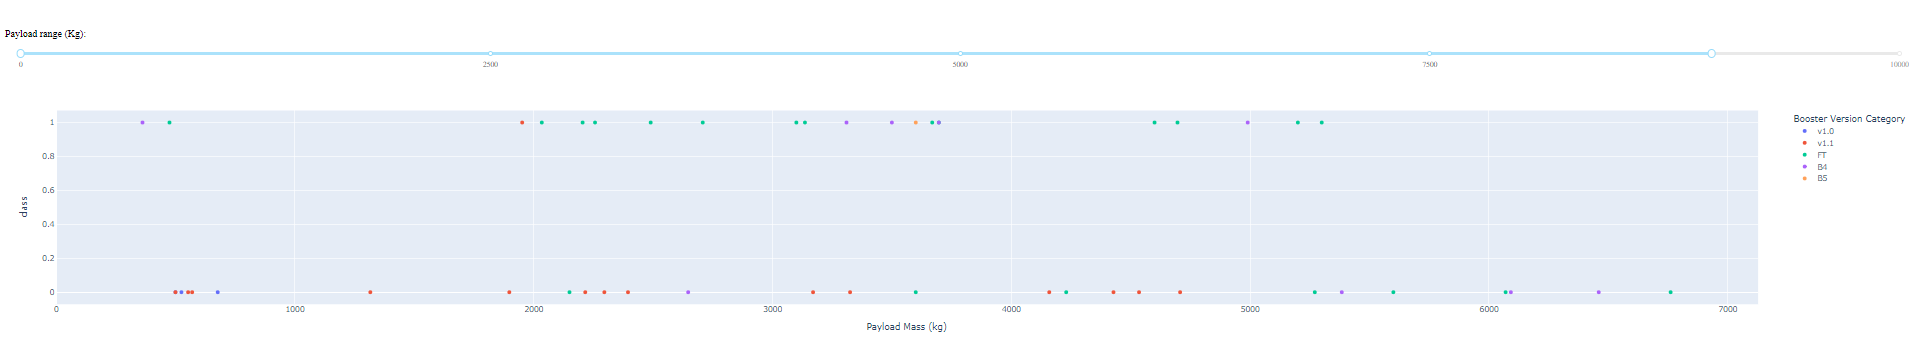 Payload range (Kg):
0 2500 5000 7500 10000
Booster Version Category
v1.0
v1.1
FT
B4
B5
1
0.8
0.6
0.4
0.2
0
class
0 1000 2000 3000 4000 5000 6000 7000
Payload Mass (kg)